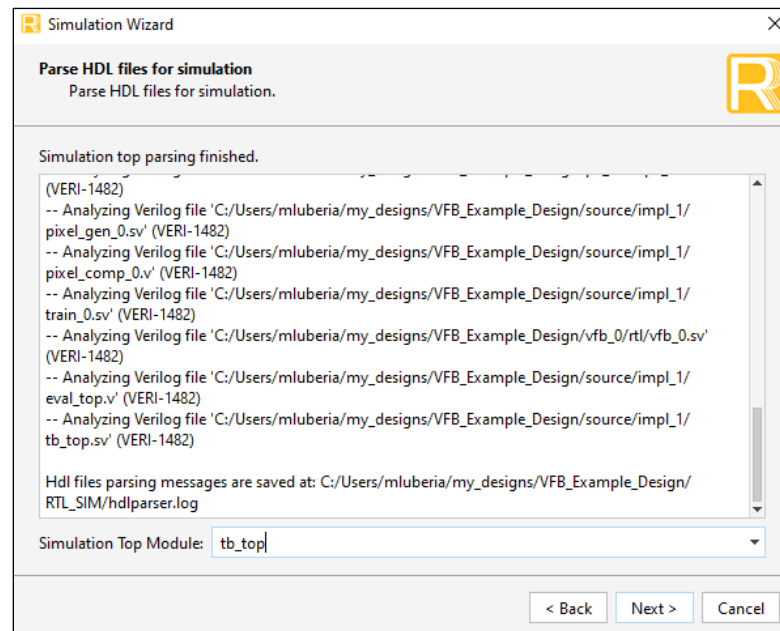 Simulation Wizard
Parse HDL files for simulation
Parse HDL files for simulation.
Simulation top parsing finished.
(VERI-1482)
-- Analyzing Verilog file 'C:/Users/mluberia/my_designs/VFB_Example_Design/source/impl_1/
pixel_gen_0.sv' (VERI-1482)
-- Analyzing Verilog file 'C:/Users/mluberia/my_designs/VFB_Example_Design/source/impl_1/
pixel_comp_0.v' (VERI-1482)
-- Analyzing Verilog file 'C:/Users/mluberia/my_designs/VFB_Example_Design/source/impl_1/
train_0.sv' (VERI-1482)
-- Analyzing Verilog file 'C:/Users/mluberia/my_designs/VFB_Example_Design/vfb_0/rtl/vfb_0.sv'
(VERI-1482)
-- Analyzing Verilog file 'C:/Users/mluberia/my_designs/VFB_Example_Design/source/impl_1/
eval_top.v' (VERI-1482)
-- Analyzing Verilog file 'C:/Users/mluberia/my_designs/VFB_Example_Design/source/impl_1/
tb_top.sv' (VERI-1482)
Hdl files parsing messages are saved at: C:/Users/mluberia/my_designs/VFB_Example_Design/
RTL_SIM/hdlparser.log
Simulation Top Module: tb_top
< Back Next > Cancel